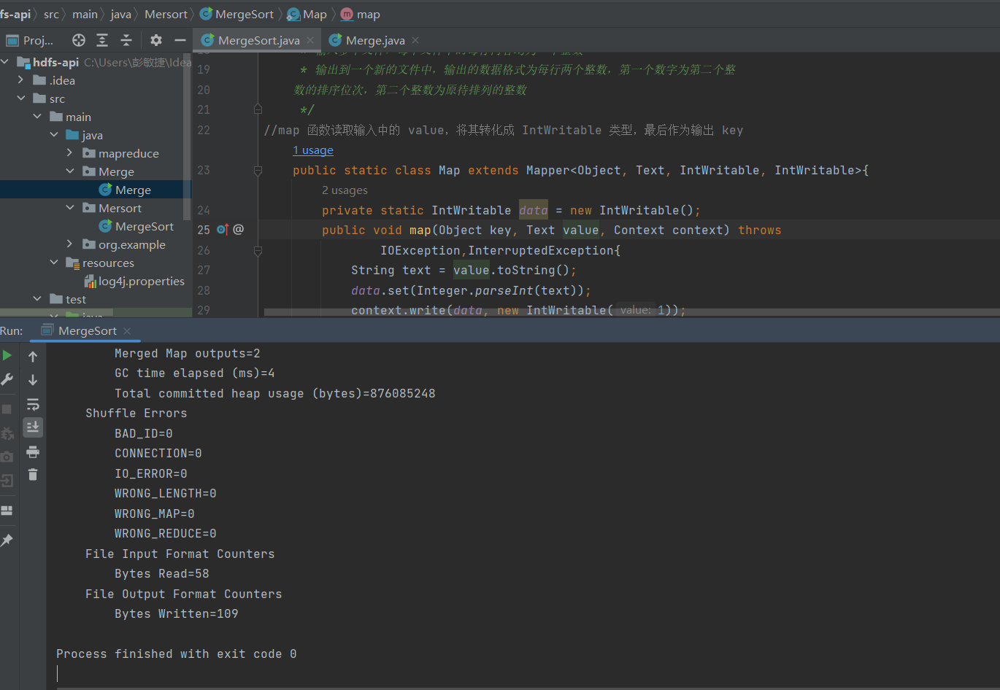 fs-api src main java Mersort MergeSort Map map
Proj... MergeSort.java Merge.java
hdfs-api C:\Users\彭敏捷\Idea
.idea
src
main
java
mapreduce
Merge
Merge
Mersort
MergeSort
org.example
resources
log4j.properties
test
java
19 * 输出到一个新的文件中，输出的数据格式为每行两个整数，第一个数字为第二个整
20 数的排序位次，第二个整数为原待排列的整数
21 */
22 //map 函数读取输入中的 value，将其转化成 IntWritable 类型，最后作为输出 key
1 usage
23 public static class Map extends Mapper<Object, Text, IntWritable, IntWritable>{
2 usages
24 private static IntWritable data = new IntWritable();
25 @ public void map(Object key, Text value, Context context) throws
26 IOException,InterruptedException{
27 String text = value.toString();
28 data.set(Integer.parseInt(text));
29 context.write(data, new IntWritable( value: 1));
Run: MergeSort
Merged Map outputs=2
GC time elapsed (ms)=4
Total committed heap usage (bytes)=876085248
Shuffle Errors
BAD_ID=0
CONNECTION=0
IO_ERROR=0
WRONG_LENGTH=0
WRONG_MAP=0
WRONG_REDUCE=0
File Input Format Counters
Bytes Read=58
File Output Format Counters
Bytes Written=109
Process finished with exit code 0